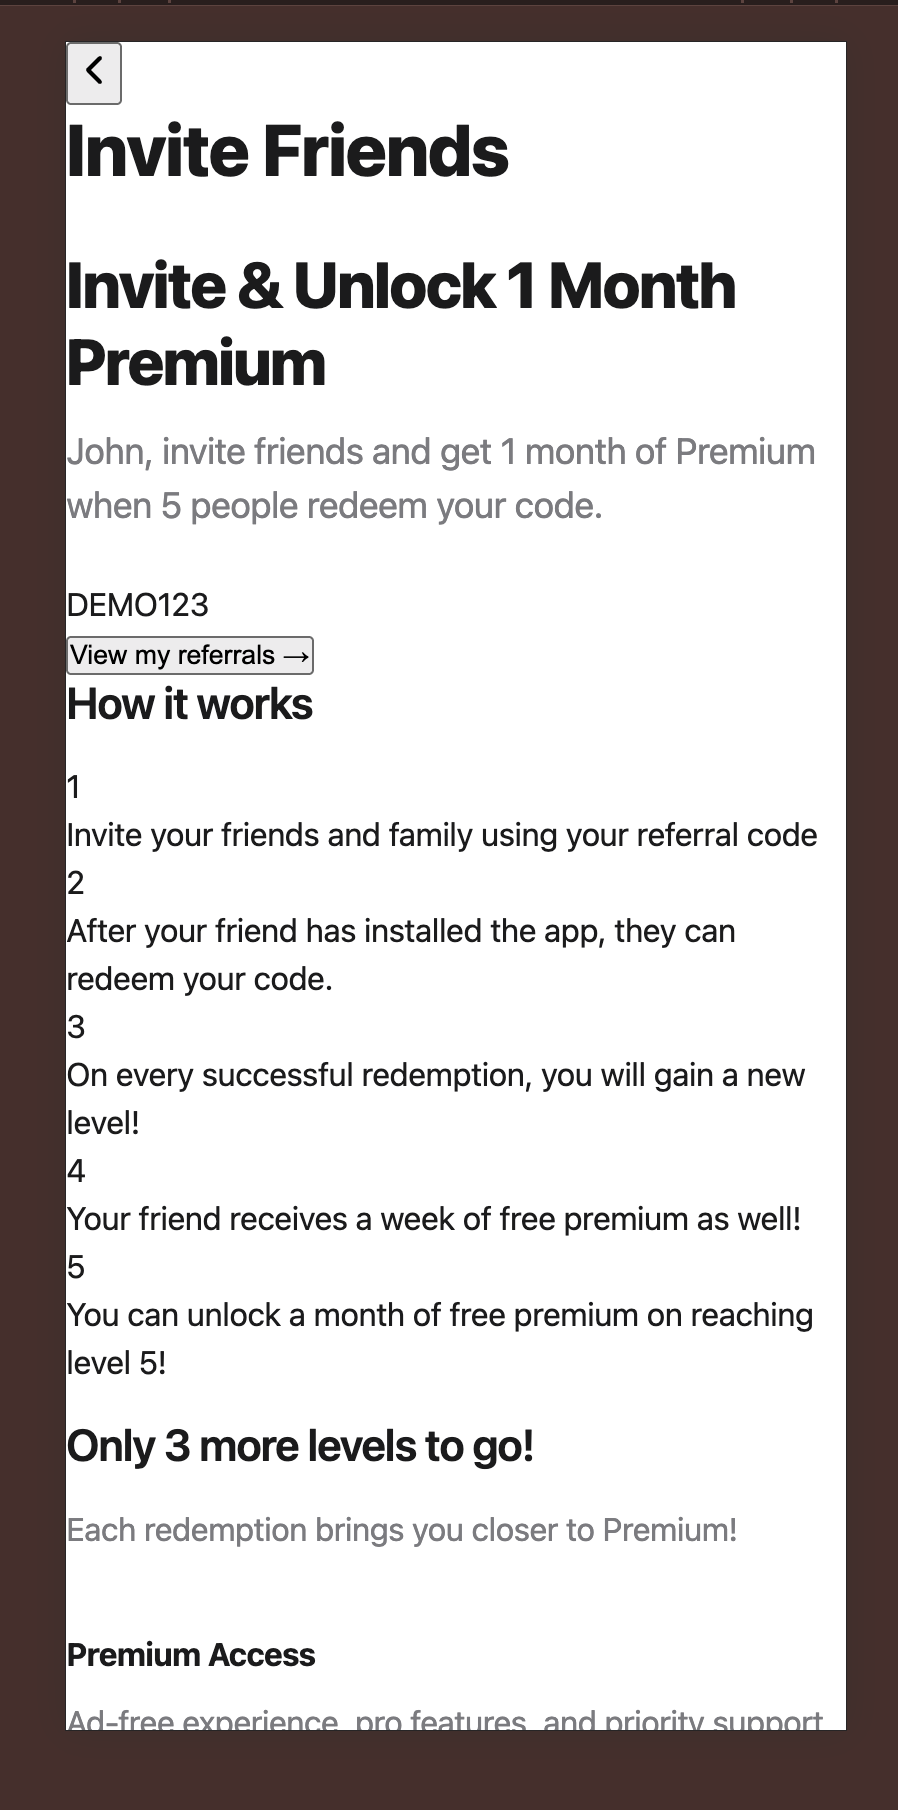 Invite Friends
Invite & Unlock 1 Month
Premium
John, invite friends and get 1 month of Premium
when 5 people redeem your code.
DEMO123
View my referrals →
How it works
1
Invite your friends and family using your referral code
2
After your friend has installed the app, they can
redeem your code.
3
On every successful redemption, you will gain a new
level!
4
Your friend receives a week of free premium as well!
5
You can unlock a month of free premium on reaching
level 5!
Only 3 more levels to go!
Each redemption brings you closer to Premium!
Premium Access
Ad-free experience, pro features, and priority support